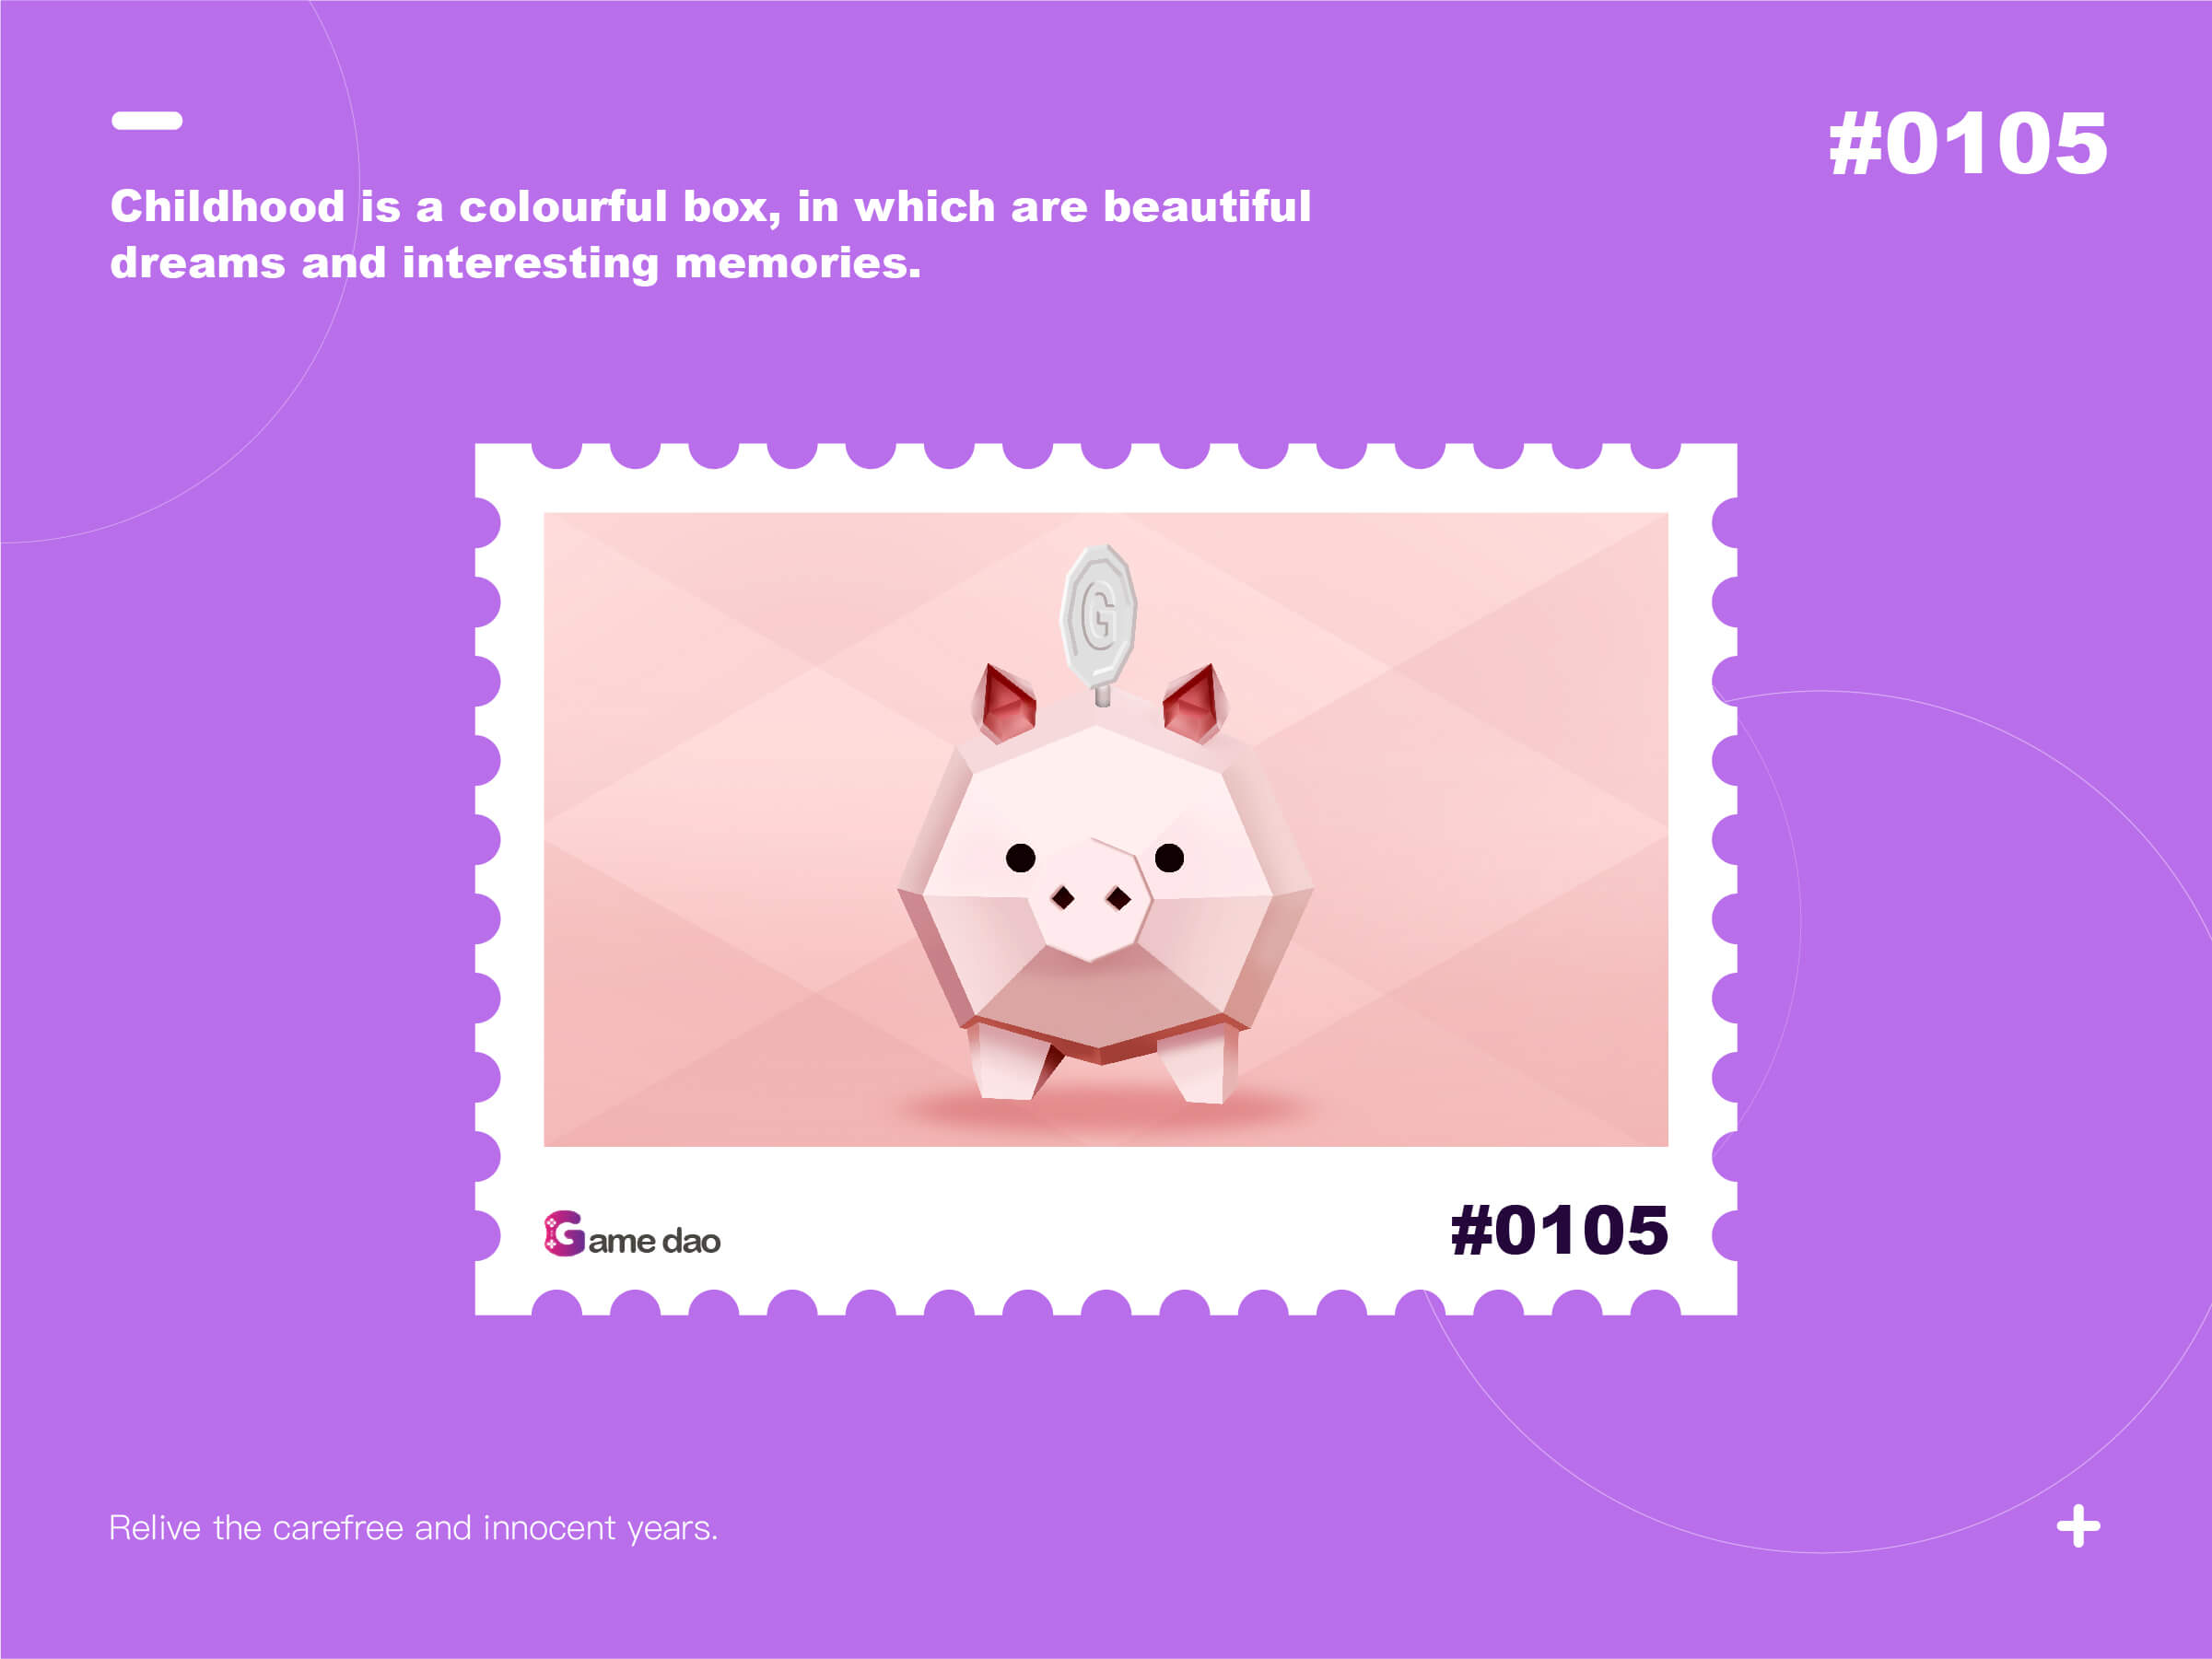 #0105
Childhood is a colourful box, in which are beautiful
dreams and interesting memories.
G
Game dao
#0105
Relive the carefree and innocent years.